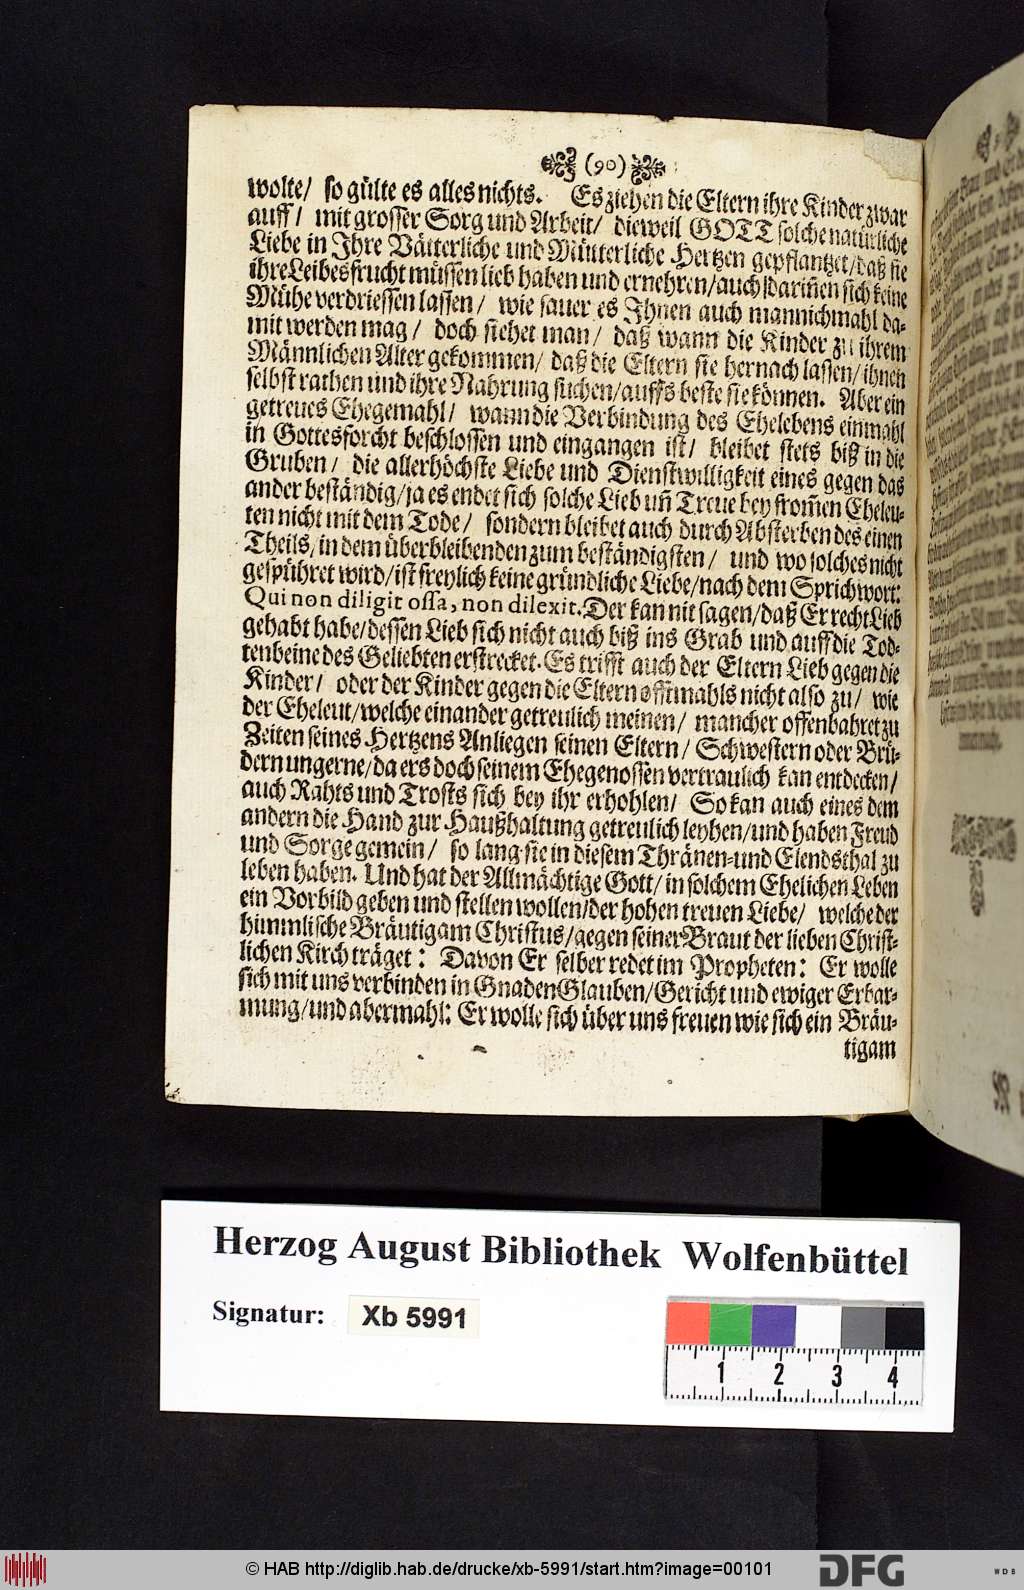 (90)
wolte/ so gülte es alles nichts. Es ziehen die Eltern ihre Kinder zwar
auff/ mit grosser Sorg und Arbeit/ dieweil GOTT solche natürliche
Liebe in Ihre Vätterliche und Mütterliche Hertzen gepflantzet/ daß sie
ihre Leibesfrucht müssen lieb haben und ernehren/ auch darin̄en sich keine
Mühe verdriessen lassen/ wie sauer es Ihnen auch mannichmahl da-
mit werden mag/ doch siehet man/ daß wann die Kinder zu ihrem
Männlichen Alter gekommen/ daß die Eltern sie hernach lassen/ ihnen
selbst rathen und ihre Nahrung suchen/ auffs beste sie können. Aber ein
getreues Ehegemahl/ wann die Verbindung des Ehelebens einmahl
in Gottesforcht beschlossen und eingangen ist/ bleibet stets biß in die
Gruben/ die allerhöchste Liebe und Dienstwilligkeit eines gegen das
ander beständig/ ja es endet sich solche Lieb un̄ Treue bey from̄en Eheleu-
ten nicht mit dem Tode/ sondern bleibet auch durch Absterben des einen
Theils/ in dem überbleibenden zum beständigsten/ und wo solches nicht
gespühret wird/ ist freylich keine gründliche Liebe/ nach dem Sprichwort:
Qui non diligit ossa, non dilexit. Der kan nit sagen/ daß Er recht Lieb
gehabt habe/ dessen Lieb sich nicht auch biß ins Grab und auff die Tod-
tenbeine des Geliebten erstrecket. Es trifft auch der Eltern Lieb gegen die
Kinder/ oder der Kinder gegen die Eltern offtmahls nicht also zu/ wie
der Eheleut/ welche einander getreulich meinen/ mancher offenbahret zu
Zeiten seines Hertzens Anliegen seinen Eltern/ Schwestern oder Brü-
dern ungerne/ da ers doch seinem Ehegenossen vertraulich kan entdecken/
auch Rahts und Trosts sich bey ihr erhohlen/ So kan auch eines dem
andern die Hand zur Haußhaltung getreulich leyhen/ und haben Freud
und Sorge gemein/ so lang sie in diesem Thränen-und Elendsthal zu
leben haben. Und hat der Allmächtige Gott/ in solchem Ehelichen Leben
ein Vorbild geben und stellen wollen/ der hohen treuen Liebe/ welche der
himmlische Bräutigam Christus/ gegen seiner Braut der lieben Christ-
lichen Kirch träget: Davon Er selber redet im Propheten: Er wolle
sich mit uns verbinden in Gnaden Glauben/ Gericht und ewiger Erbar-
mung/ und abermahl: Er wolle sich über uns freuen wie sich ein Bräu-
tigam
Herzog August Bibliothek Wolfenbüttel
Signatur: Xb 5991
1 2 3 4
© HAB http://diglib.hab.de/drucke/xb-5991/start.htm?image=00101
DFG
WDB